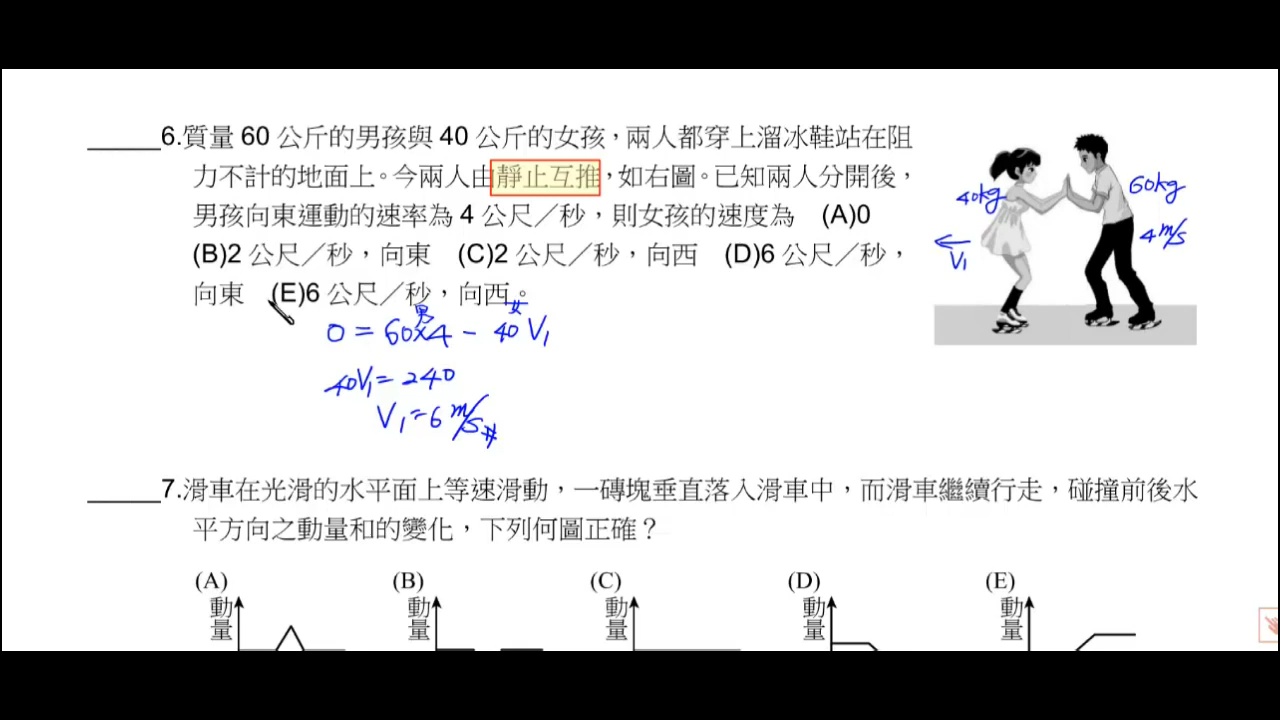 _____6.質量 60 公斤的男孩與 40 公斤的女孩，兩人都穿上溜冰鞋站在阻
力不計的地面上。今兩人由靜止互推，如右圖。已知兩人分開後，
男孩向東運動的速率為 4 公尺／秒，則女孩的速度為 (A)0
(B)2 公尺／秒，向東 (C)2 公尺／秒，向西 (D)6 公尺／秒，
向東 (E)6 公尺／秒，向西。
40kg
60kg
4 m/s
V₁
男 女
0 = 60×4 - 40 V₁
40V₁ = 240
V₁ = 6 m/s #
_____7.滑車在光滑的水平面上等速滑動，一磚塊垂直落入滑車中，而滑車繼續行走，碰撞前後水
平方向之動量和的變化，下列何圖正確？
(A) (B) (C) (D) (E)
動量 動量 動量 動量 動量